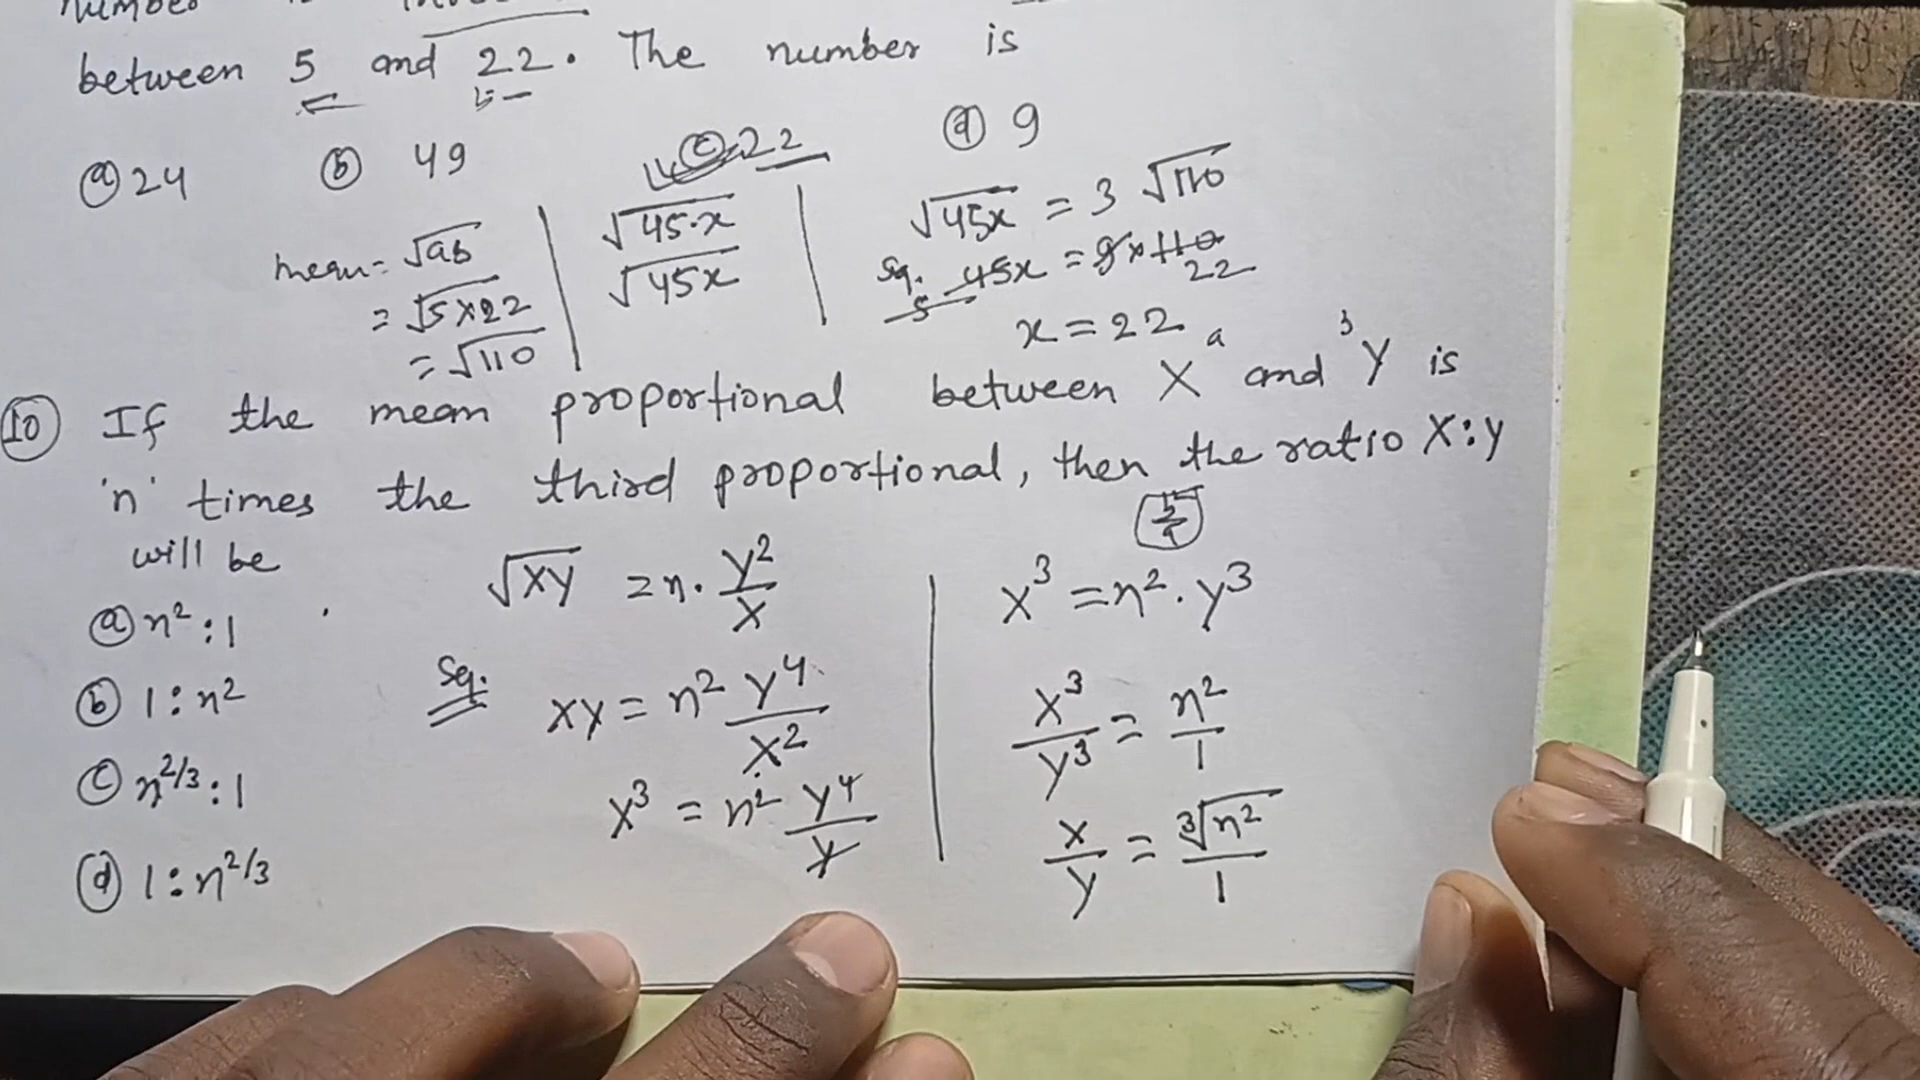 between 5 and 22. The number is
ⓐ 24 ⓑ 49 ⓒ 22 ⓓ 9
mean = √ab
= √5×22
= √110
√45·x
√45x
√45x = 3 √110
Sq. 45x = 9×110
5 22
x = 22
a
⑩ If the mean proportional between X and Y is
'n' times the third proportional, then the ratio X:Y
will be
ⓐ n² : 1
ⓑ 1 : n²
ⓒ n^2/3 : 1
ⓓ 1 : n^2/3
√XY = n. Y²/X
Sq. XY = n² Y⁴/X²
X³ = n² Y⁴/Y
X³ = n². Y³
X³/Y³ = n²/1
X/Y = ³√n²/1